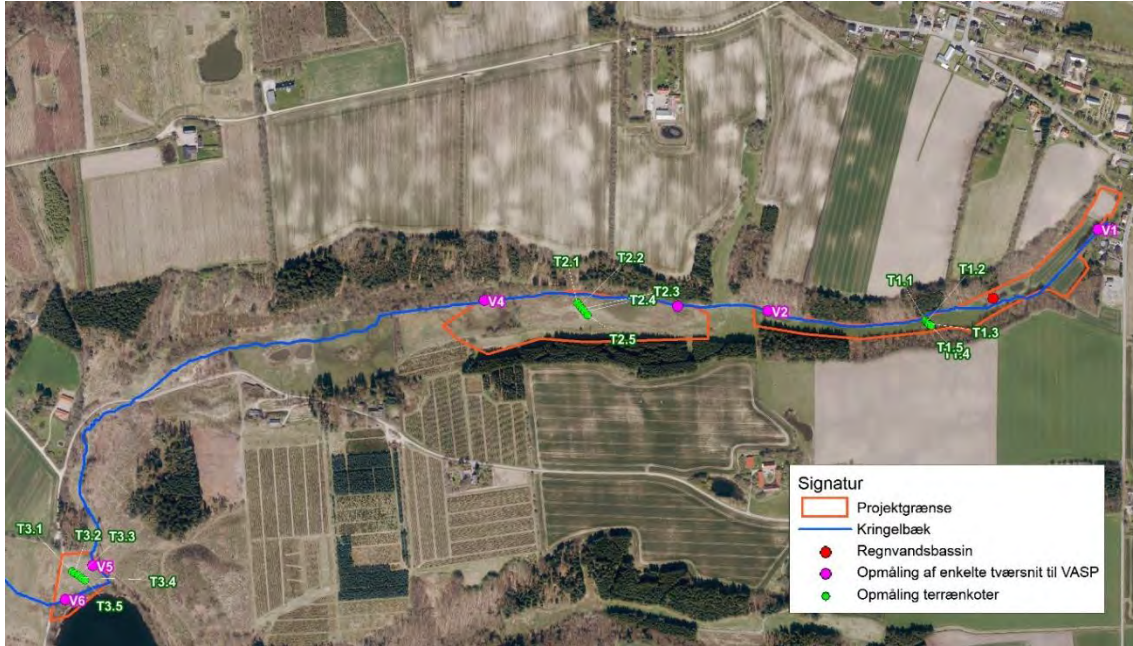 V1
T1.2
T1.1
T2.2
T2.1
T2.3
T2.4
V4
V2
T1.3
T2.5
T1.5
T1.4
Signatur
Projektgrænse
Kringelbæk
Regnvandsbassin
Opmåling af enkelte tværsnit til VASP
Opmåling terrænkoter
T3.1
T3.2
T3.3
V5
T3.4
V6
T3.5